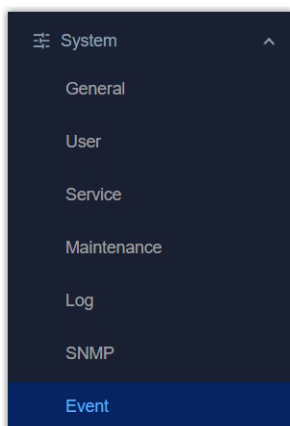 System
General
User
Service
Maintenance
Log
SNMP
Event